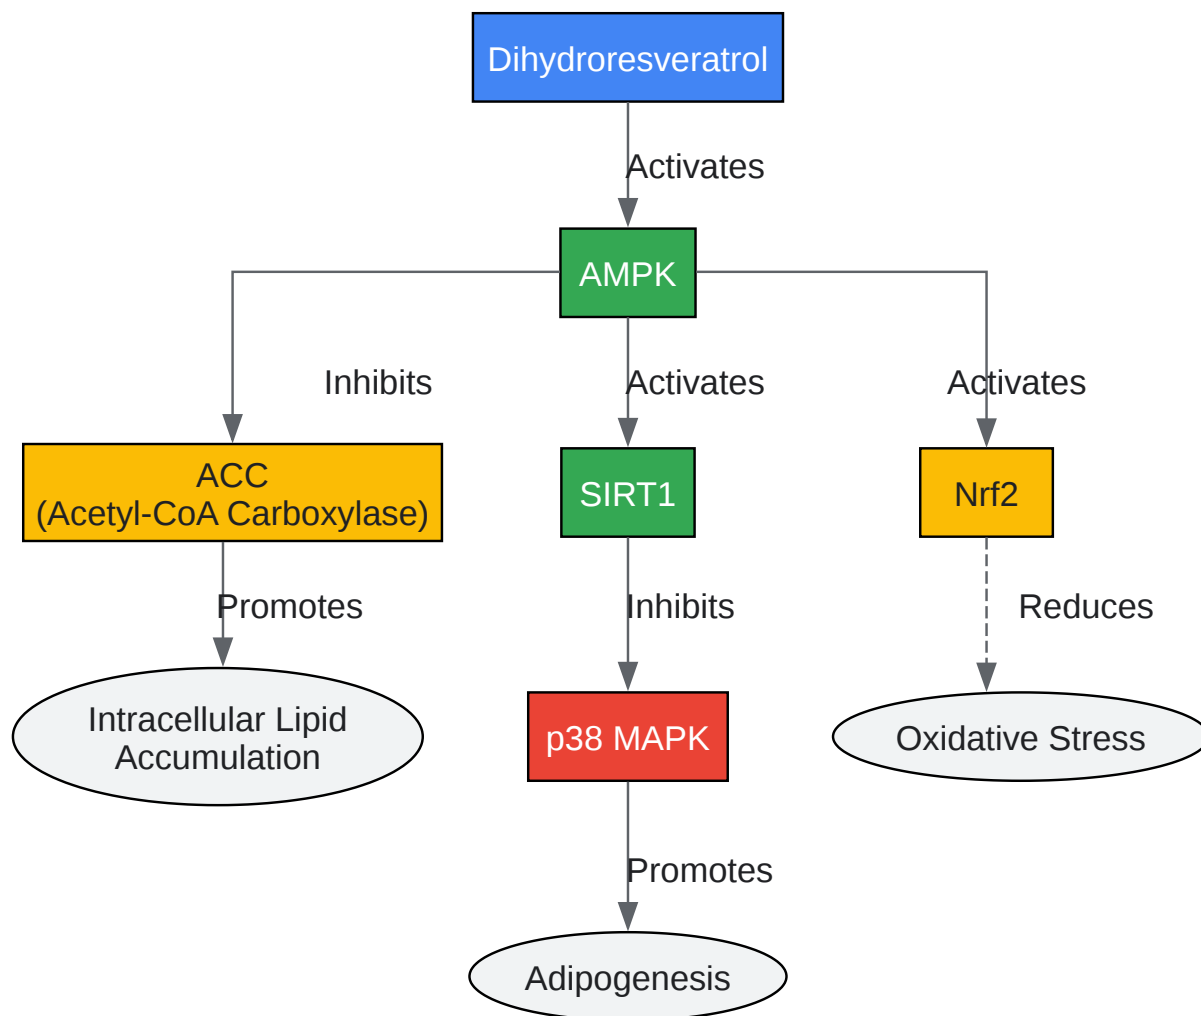 Dihydroresveratrol
Activates
AMPK
Inhibits
Activates
Activates
ACC
(Acetyl-CoA Carboxylase)
SIRT1
Nrf2
Promotes
Inhibits
Reduces
Intracellular Lipid
Accumulation
p38 MAPK
Oxidative Stress
Promotes
Adipogenesis